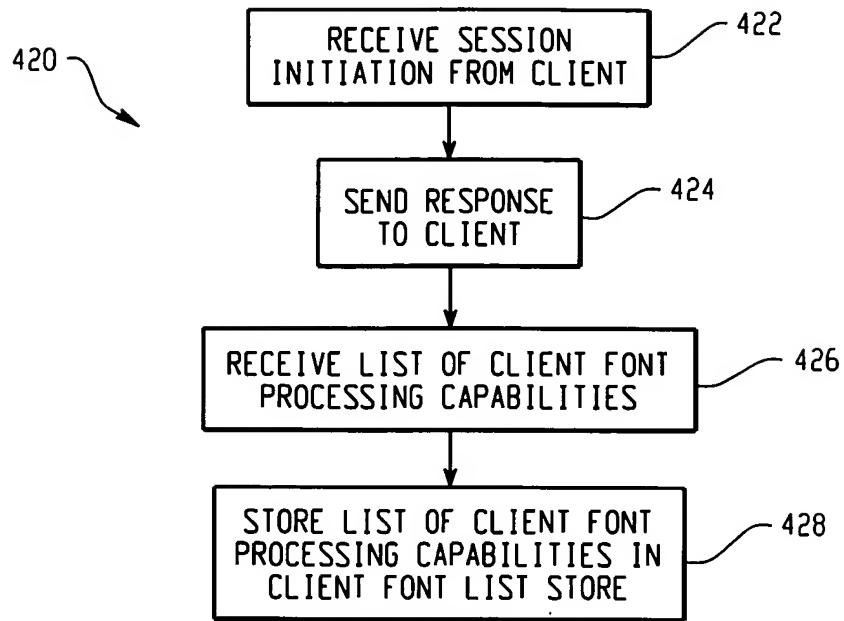 RECEIVE SESSION
INITIATION FROM CLIENT
422
420
SEND RESPONSE
TO CLIENT
424
RECEIVE LIST OF CLIENT FONT
PROCESSING CAPABILITIES
426
STORE LIST OF CLIENT FONT
PROCESSING CAPABILITIES IN
CLIENT FONT LIST STORE
428